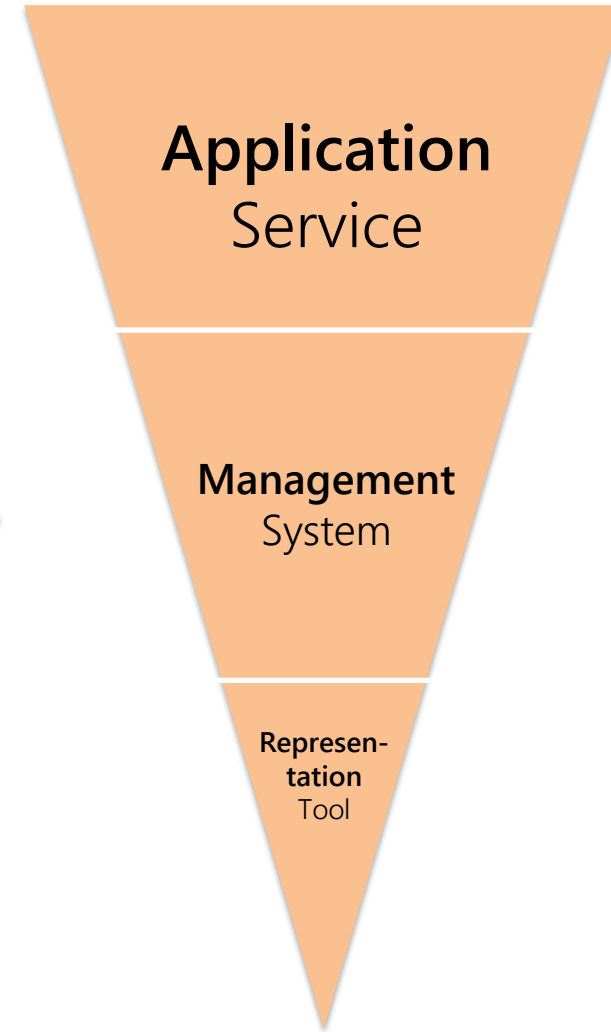 Application
Service
Management
System
Represen-
tation
Tool